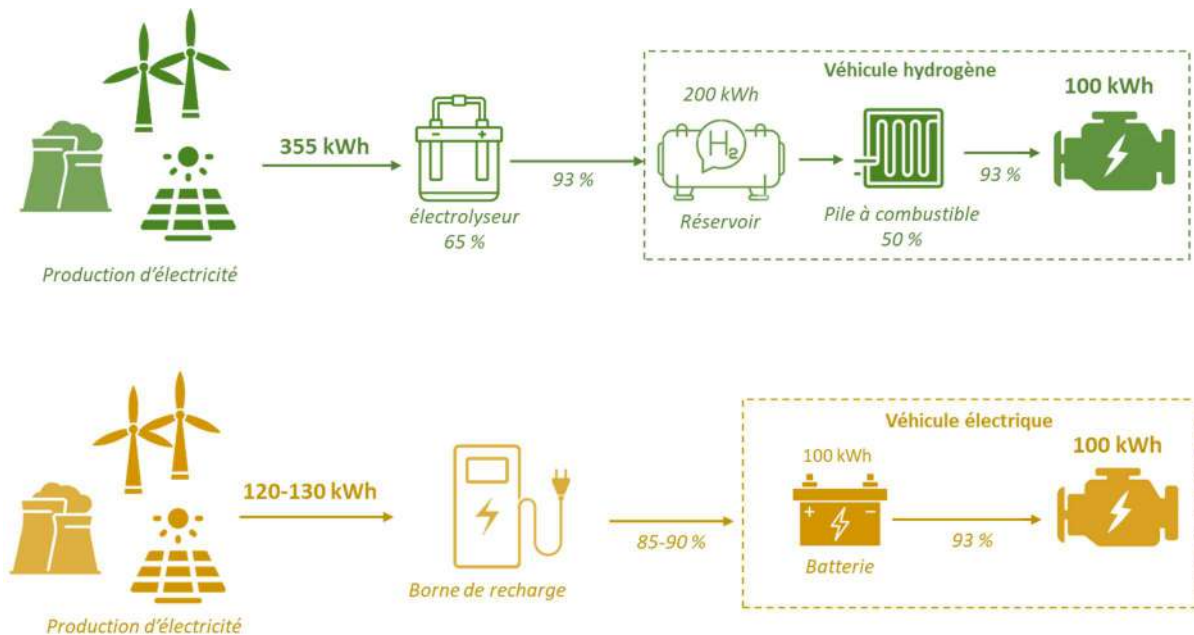 Véhicule hydrogène
200 kWh
100 kWh
355 kWh
- +
H2
93 %
93 %
électrolyseur
65 %
Réservoir
Pile à combustible
50 %
Production d'électricité
Véhicule électrique
100 kWh
100 kWh
120-130 kWh
+ −
85-90 %
93 %
Borne de recharge
Batterie
Production d'électricité